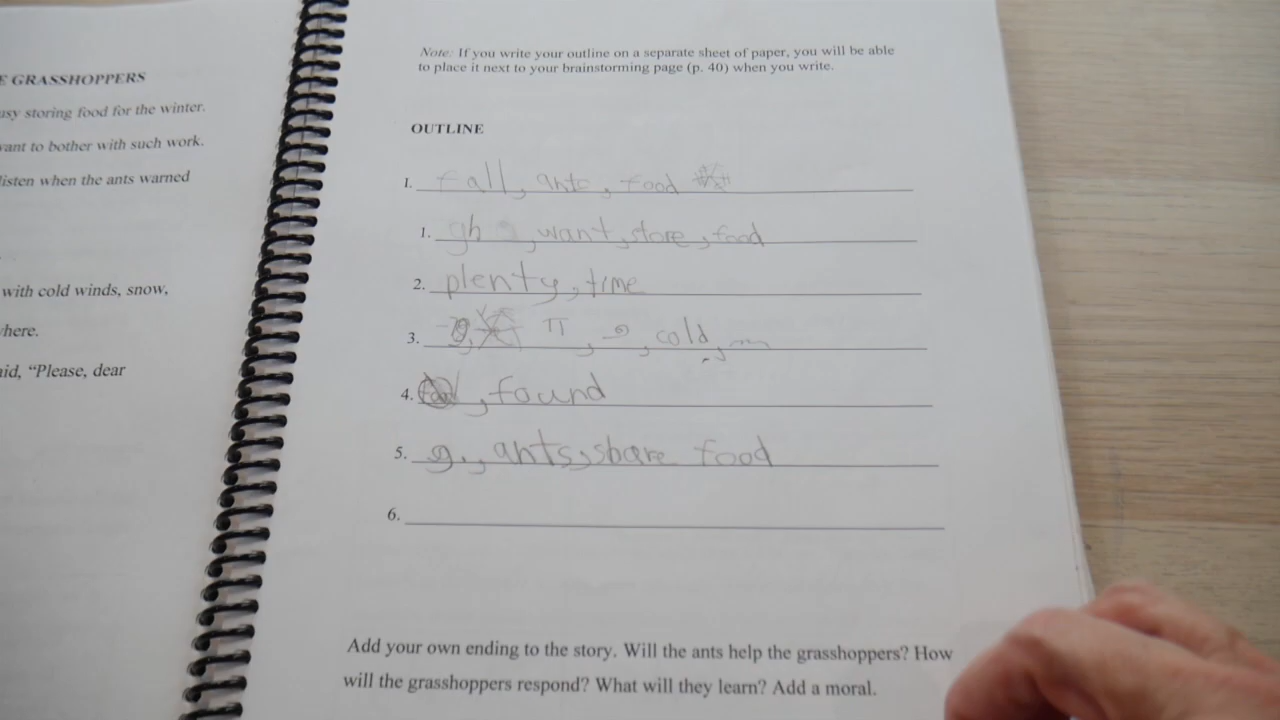 E GRASSHOPPERS
usy storing food for the winter.
vant to bother with such work.
listen when the ants warned
with cold winds, snow,
where.
aid, “Please, dear
Note: If you write your outline on a separate sheet of paper, you will be able
to place it next to your brainstorming page (p. 40) when you write.
OUTLINE
1. fall, ants, food
1. gh , want, store, food
2. plenty, time
3. , cold,
4. , found
5. g., ants, share food
6.
Add your own ending to the story. Will the ants help the grasshoppers? How
will the grasshoppers respond? What will they learn? Add a moral.